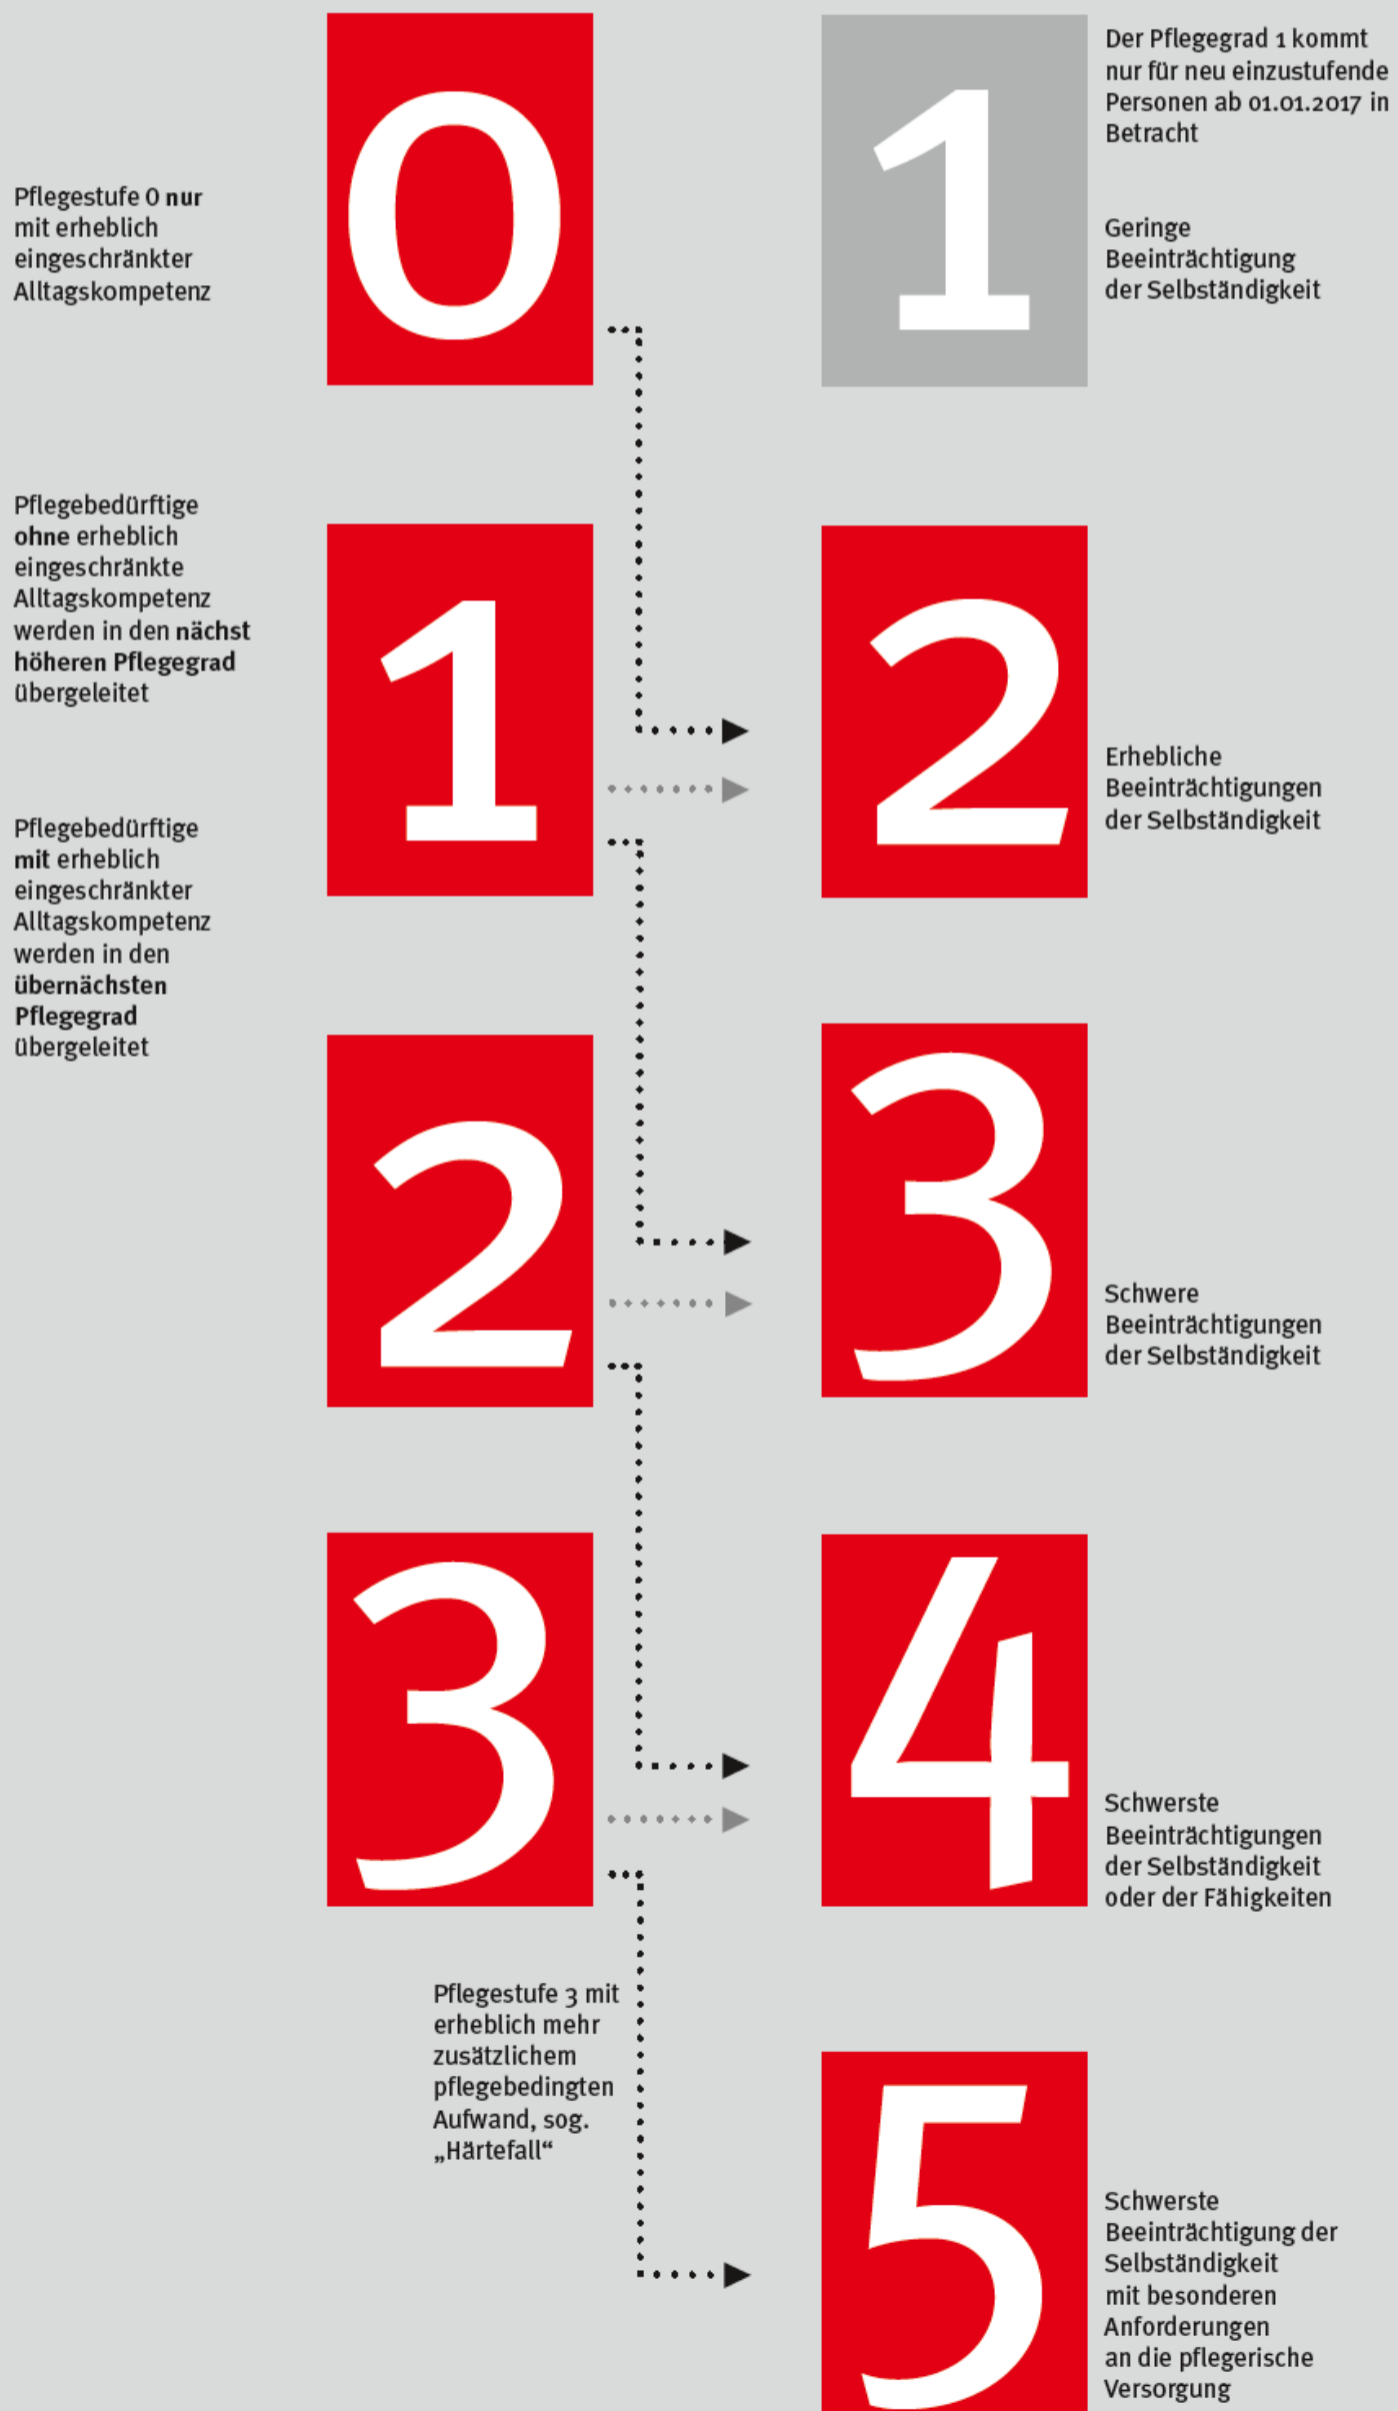 0
1
Der Pflegegrad 1 kommt
nur für neu einzustufende
Personen ab 01.01.2017 in
Betracht
Pflegestufe 0 nur
mit erheblich
eingeschränkter
Alltagskompetenz
Geringe
Beeinträchtigung
der Selbständigkeit
Pflegebedürftige
ohne erheblich
eingeschränkte
Alltagskompetenz
werden in den nächst
höheren Pflegegrad
übergeleitet
1
2
Erhebliche
Beeinträchtigungen
der Selbständigkeit
Pflegebedürftige
mit erheblich
eingeschränkter
Alltagskompetenz
werden in den
übernächsten
Pflegegrad
übergeleitet
2
3
Schwere
Beeinträchtigungen
der Selbständigkeit
3
4
Schwerste
Beeinträchtigungen
der Selbständigkeit
oder der Fähigkeiten
Pflegestufe 3 mit
erheblich mehr
zusätzlichem
pflegebedingten
Aufwand, sog.
„Härtefall“
5
Schwerste
Beeinträchtigung der
Selbständigkeit
mit besonderen
Anforderungen
an die pflegerische
Versorgung